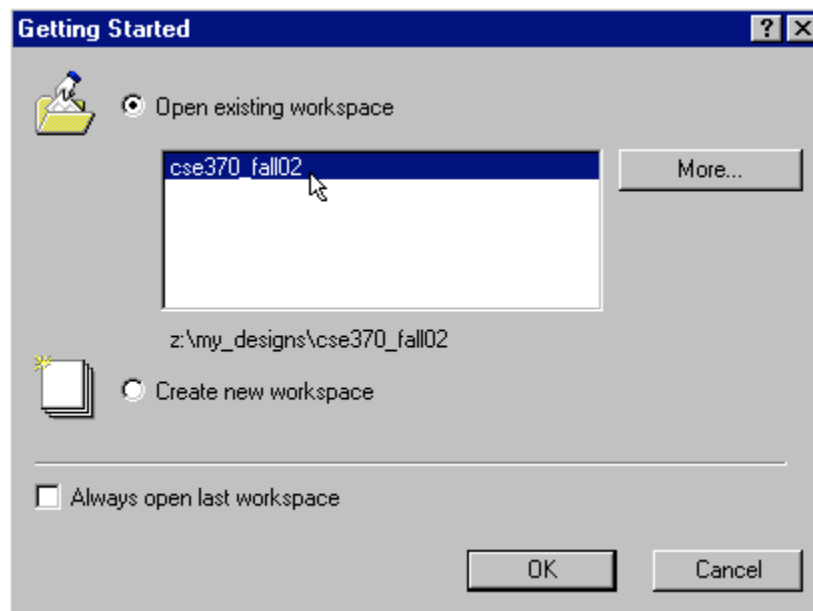 Getting Started
Open existing workspace
cse370_fall02
More...
z:\my_designs\cse370_fall02
Create new workspace
Always open last workspace
OK
Cancel